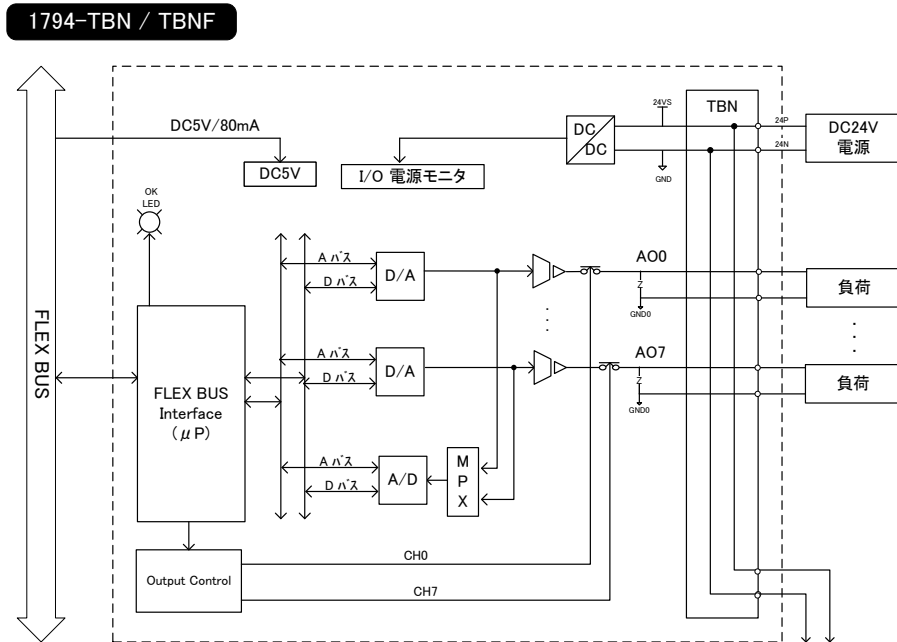 1794-TBN / TBNF
DC5V/80mA
DC5V
I/O 電源モニタ
DC
DC
24VS
GND
TBN
24P
24N
DC24V
電源
OK
LED
FLEX BUS
FLEX BUS
Interface
(μP)
A バス
D バス
D/A
AO0
Z
GND0
負荷
A バス
D バス
D/A
AO7
Z
GND0
負荷
A バス
D バス
A/D
M
P
X
Output Control
CH0
CH7